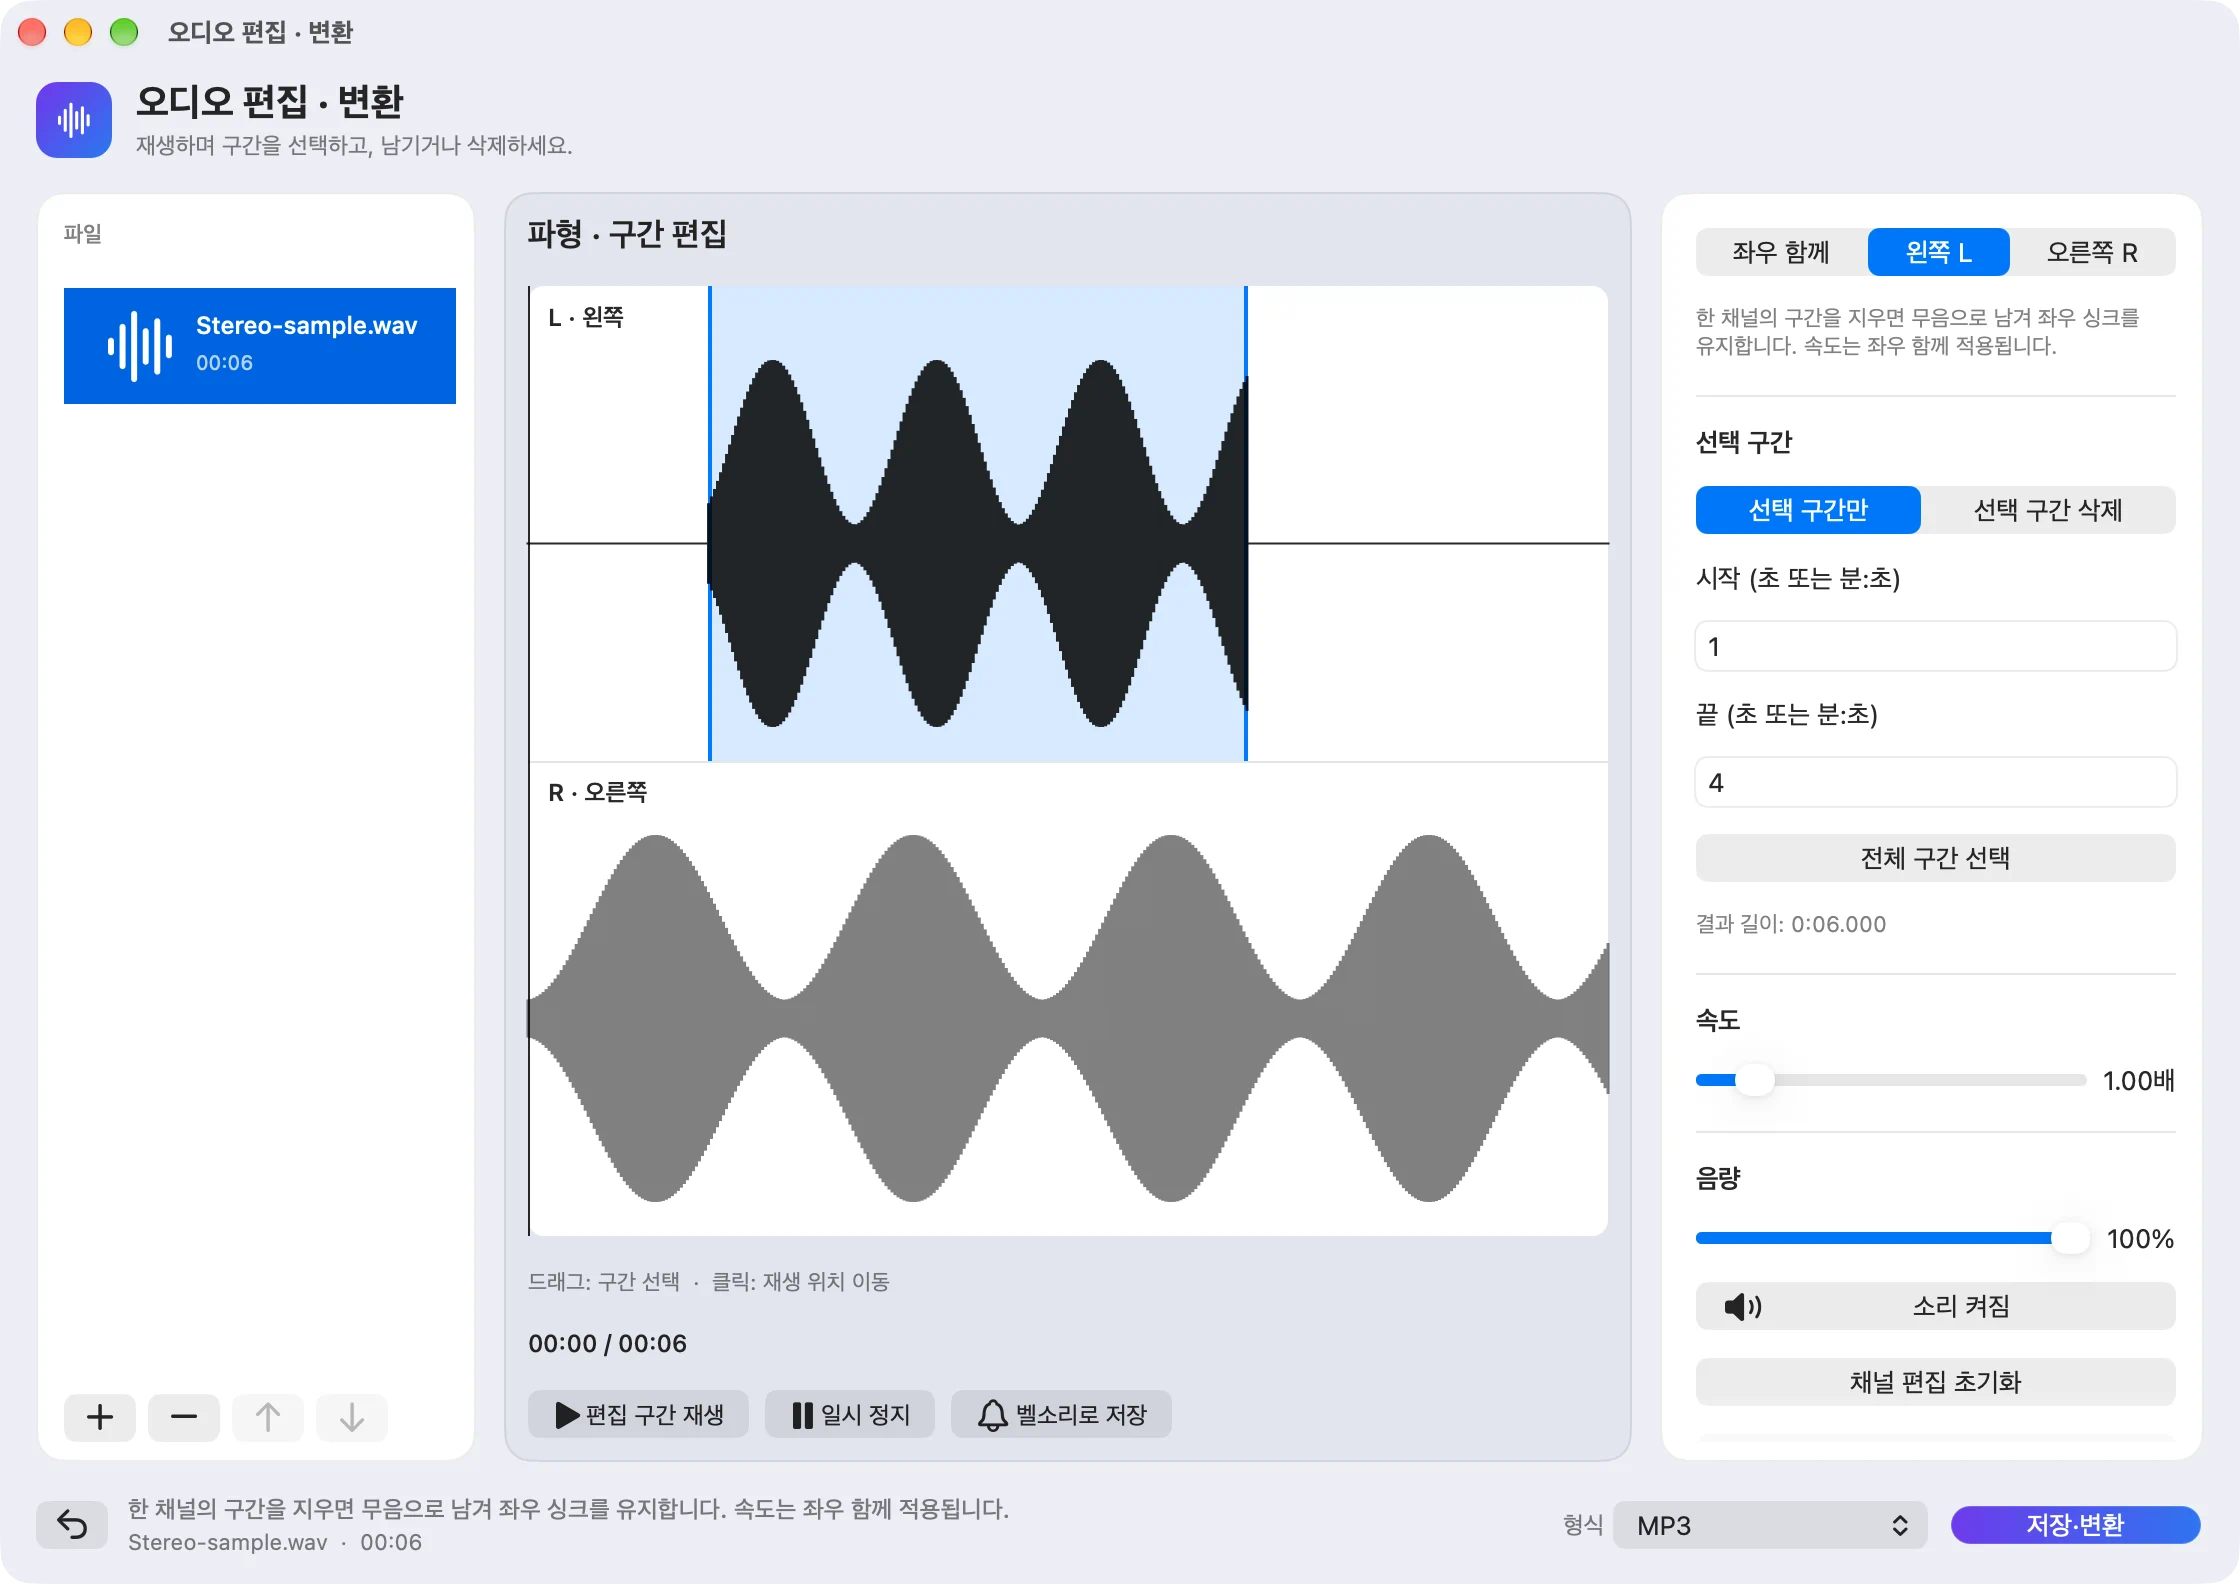 오디오 편집 · 변환
오디오 편집 · 변환
재생하며 구간을 선택하고, 남기거나 삭제하세요.
파일
Stereo-sample.wav
00:06
파형 · 구간 편집
L · 왼쪽
R · 오른쪽
드래그: 구간 선택 · 클릭: 재생 위치 이동
00:00 / 00:06
편집 구간 재생
일시 정지
벨소리로 저장
좌우 함께
왼쪽 L
오른쪽 R
한 채널의 구간을 지우면 무음으로 남겨 좌우 싱크를
유지합니다. 속도는 좌우 함께 적용됩니다.
선택 구간
선택 구간만
선택 구간 삭제
시작 (초 또는 분:초)
1
끝 (초 또는 분:초)
4
전체 구간 선택
결과 길이: 0:06.000
속도
1.00배
음량
100%
소리 켜짐
채널 편집 초기화
한 채널의 구간을 지우면 무음으로 남겨 좌우 싱크를 유지합니다. 속도는 좌우 함께 적용됩니다.
Stereo-sample.wav · 00:06
형식
MP3
저장·변환